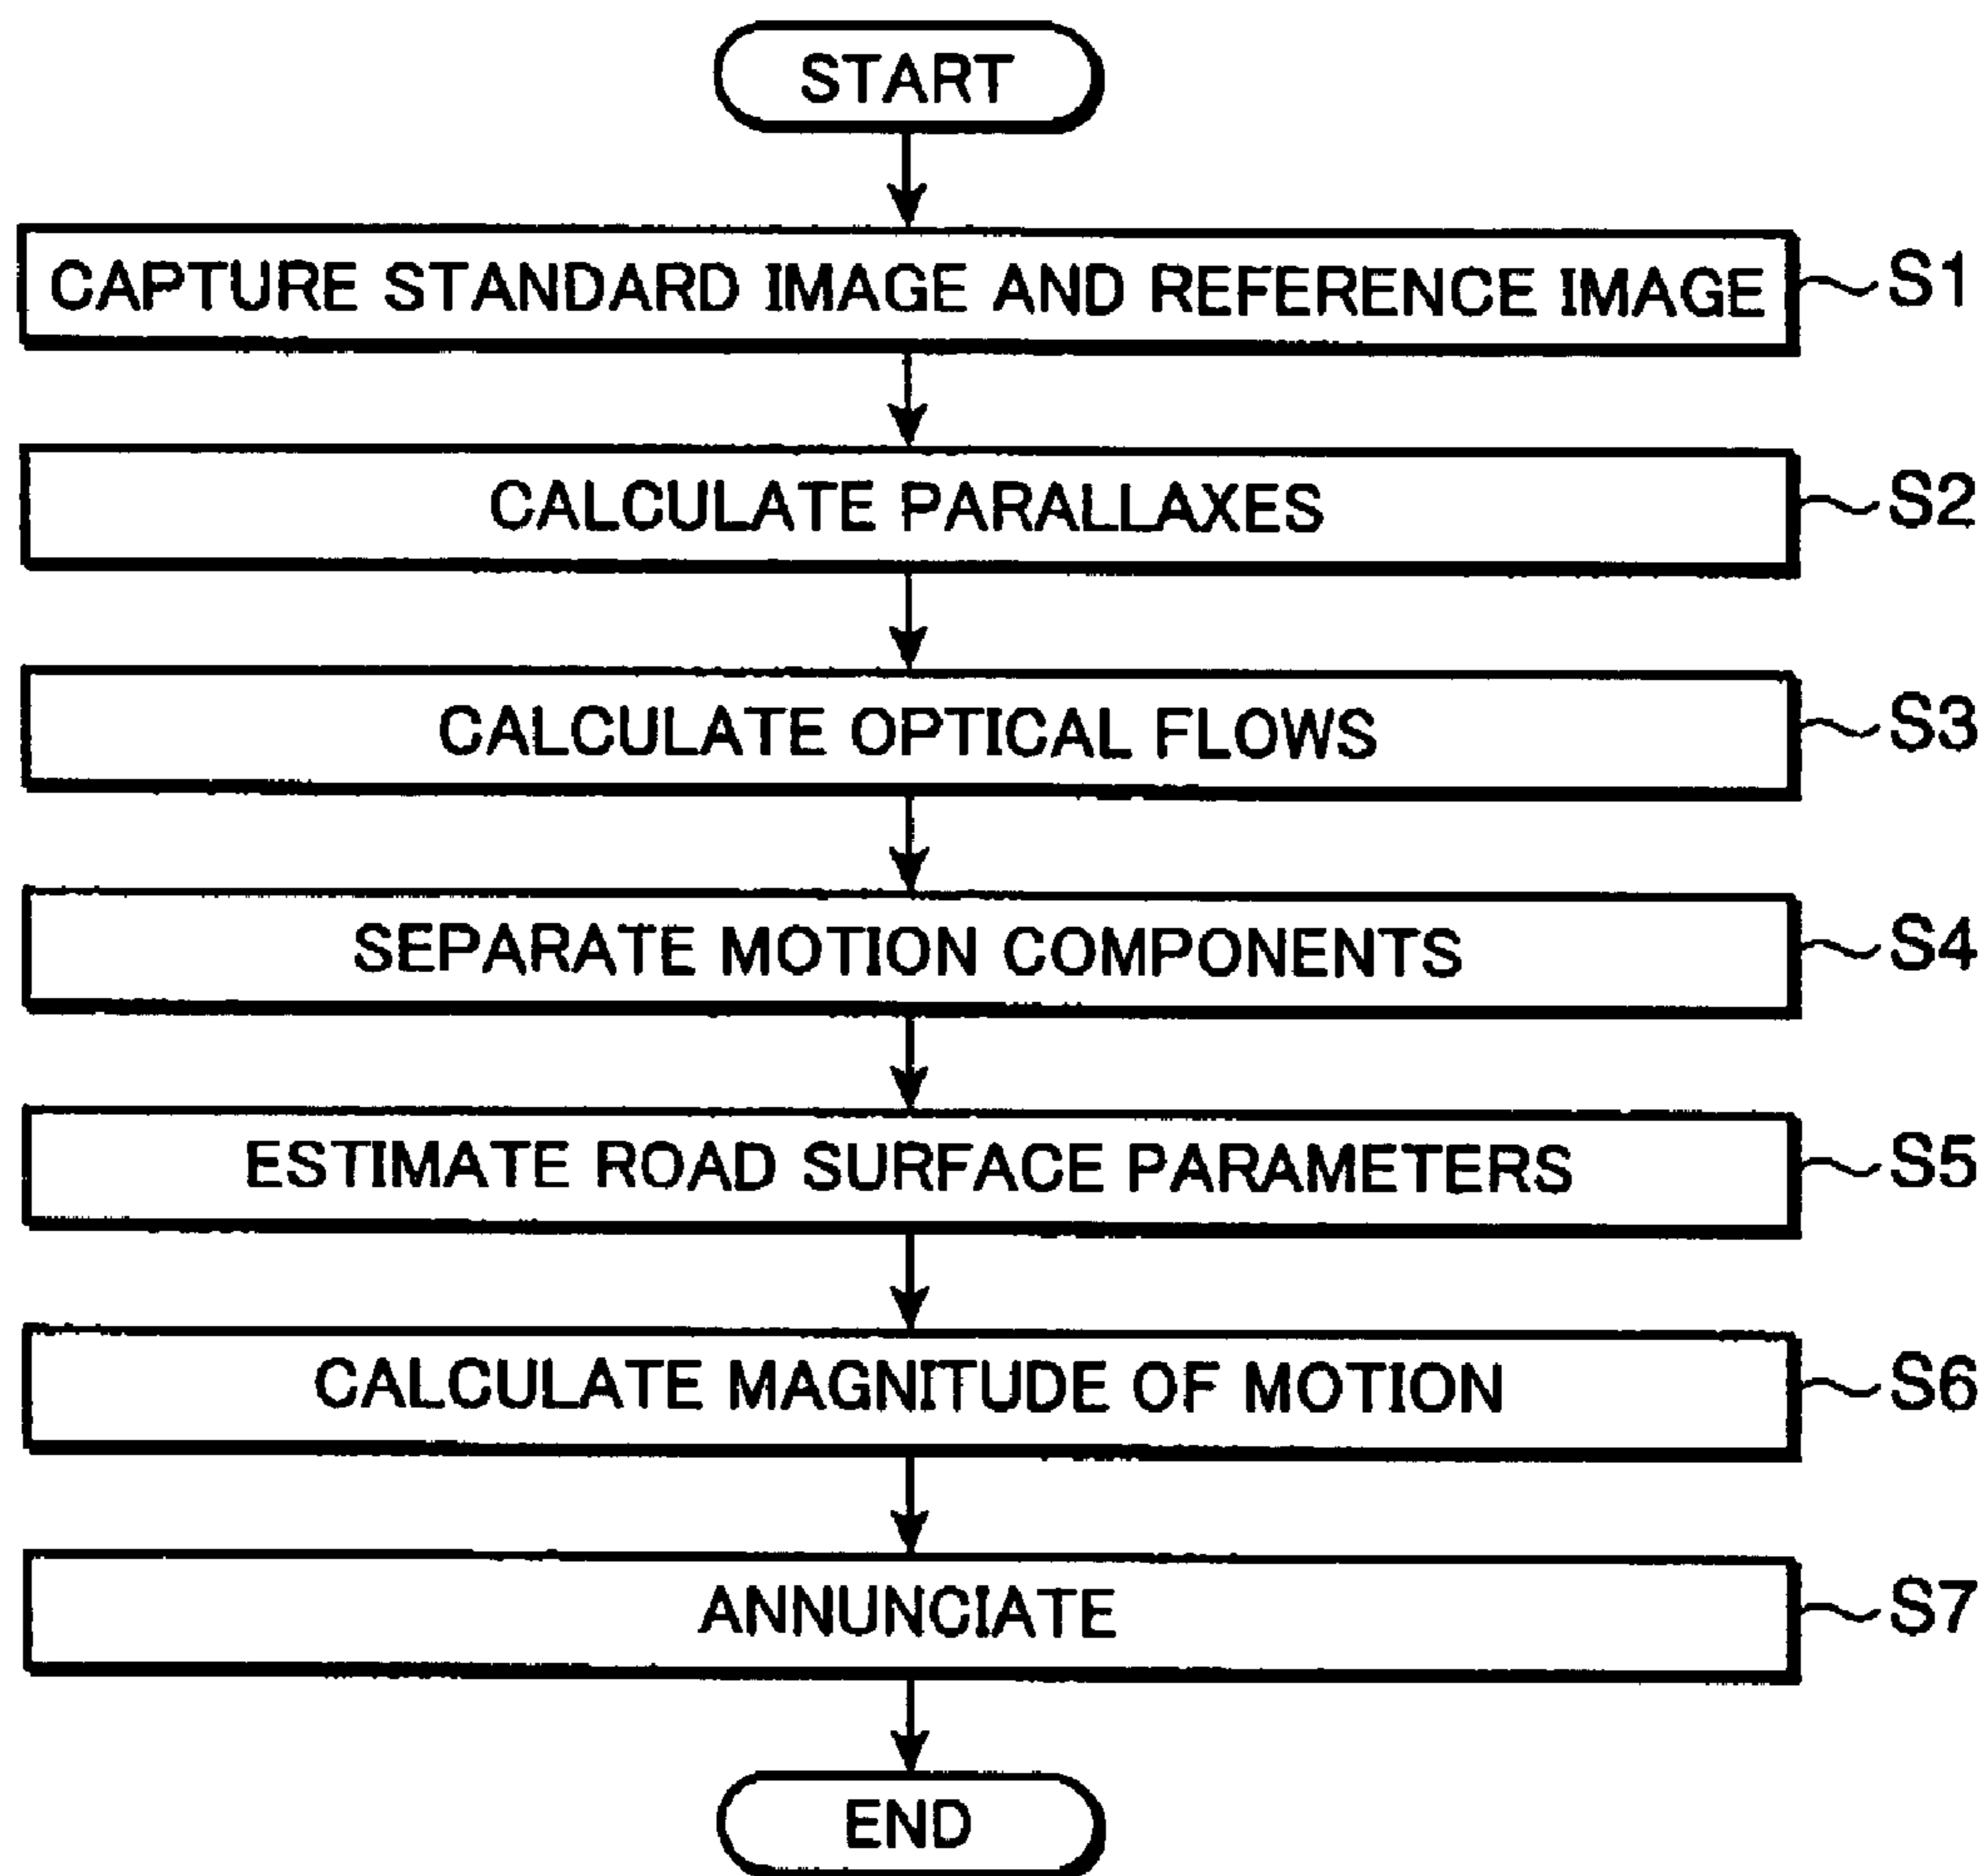 START
CAPTURE STANDARD IMAGE AND REFERENCE IMAGE S1
CALCULATE PARALLAXES S2
CALCULATE OPTICAL FLOWS S3
SEPARATE MOTION COMPONENTS S4
ESTIMATE ROAD SURFACE PARAMETERS S5
CALCULATE MAGNITUDE OF MOTION S6
ANNUNCIATE S7
END